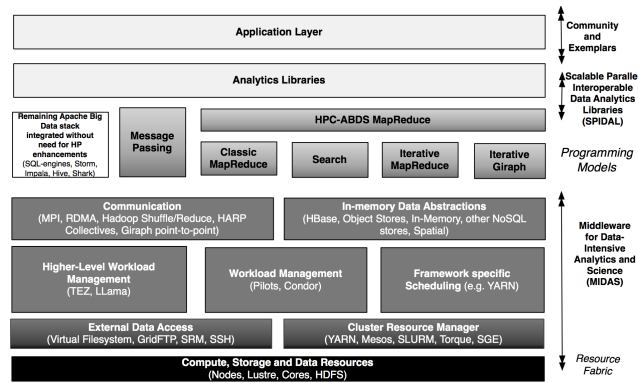 Application Layer
Community
and
Exemplars
Analytics Libraries
Scalable Paralle
Interoperable
Data Analytics
Libraries
(SPIDAL)
Remaining Apache Big
Data stack
integrated without
need for HP
enhancements
(SQL-engines, Storm,
Impala, Hive, Shark)
Message
Passing
HPC-ABDS MapReduce
Classic
MapReduce
Search
Iterative
MapReduce
Iterative
Giraph
Programming
Models
Communication
(MPI, RDMA, Hadoop Shuffle/Reduce, HARP
Collectives, Giraph point-to-point)
In-memory Data Abstractions
(HBase, Object Stores, In-Memory, other NoSQL
stores, Spatial)
Higher-Level Workload
Management
(TEZ, LLama)
Workload Management
(Pilots, Condor)
Framework specific
Scheduling (e.g. YARN)
Middleware
for Data-
Intensive
Analytics and
Science
(MIDAS)
External Data Access
(Virtual Filesystem, GridFTP, SRM, SSH)
Cluster Resource Manager
(YARN, Mesos, SLURM, Torque, SGE)
Compute, Storage and Data Resources
(Nodes, Lustre, Cores, HDFS)
Resource
Fabric